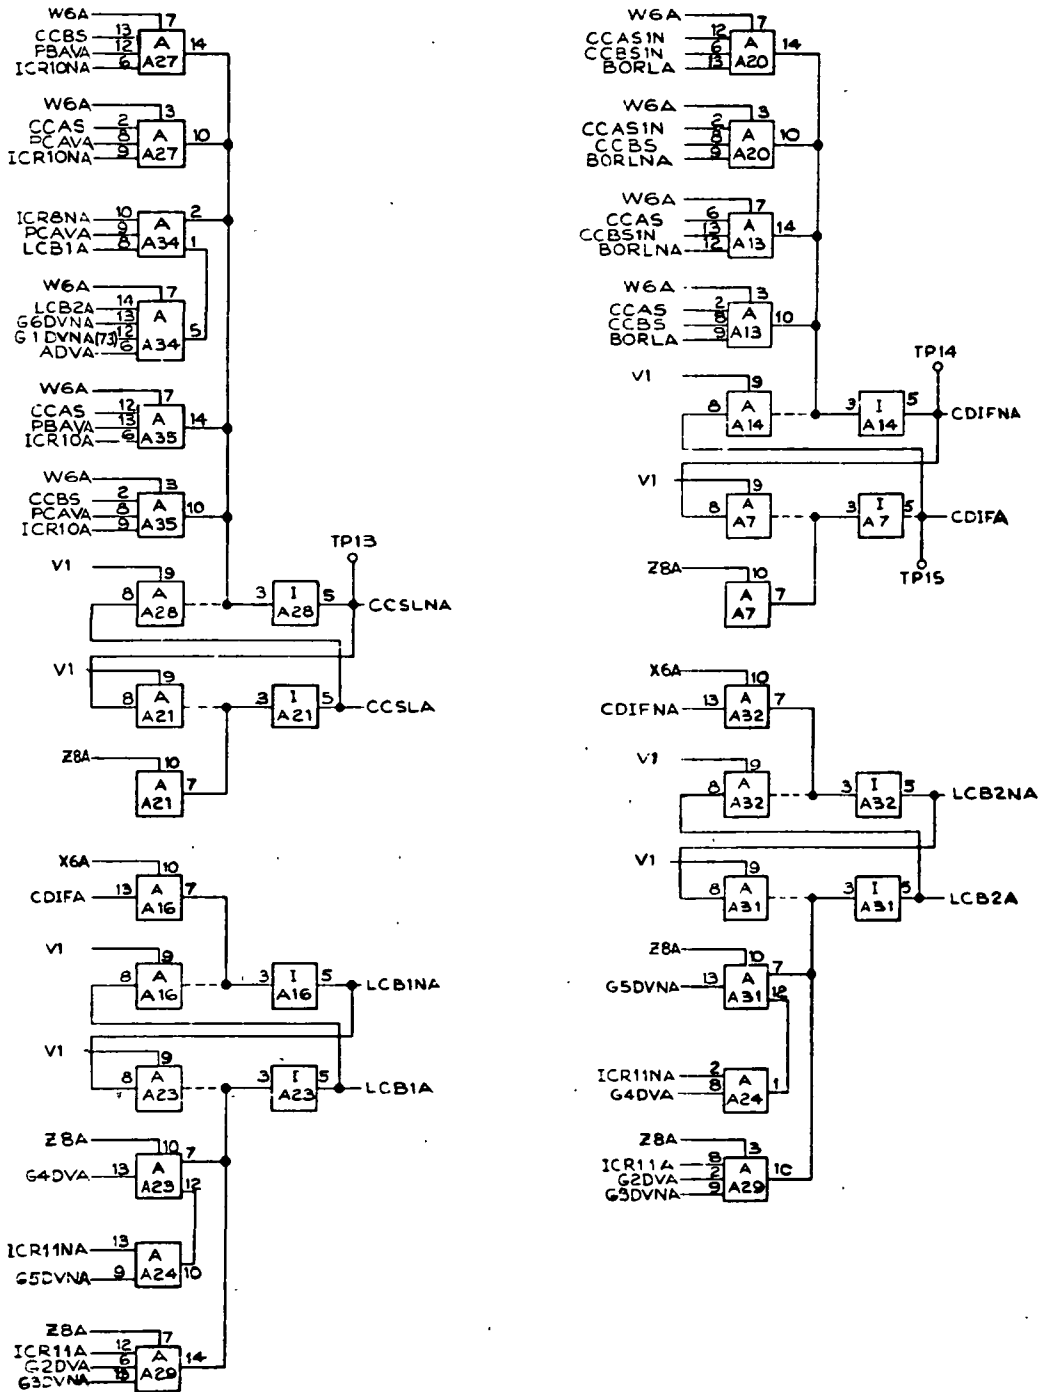 W6A 7
CCBS 13
PBAVA 12 A 14
ICR10NA 6 A27
W6A 3
CCAS 2
PCAVA 8 A 10
ICR10NA 9 A27
ICR8NA 10 2
PCAVA 9 A
LCB1A 8 A34 1
W6A 7
LCB2A 14
G6DVNA 13 A
G1DVNA(73) 12 5
ADVA 6 A34
W6A 7
CCAS 12
PBAVA 13 A 14
ICR10A 6 A35
W6A 3
CCBS 2
PCAVA 8 A 10
ICR10A 9 A35
TP13
V1 9
8 A A28 3 I A28 5 CCSLNA
V1 9
8 A A21 3 I A21 5 CCSLA
Z8A 10
A A21 7
X6A 10
CDIFA 13 A A16 7
V1 9
8 A A16 3 I A16 5 LCB1NA
V1 9
8 A A23 3 I A23 5 LCB1A
Z8A 10
7
G4DVA 13 A A23 12
ICR11NA 13 A
G5DVNA 9 A24 10
Z8A 7
ICR11A 12
G2DVA 6 A 14
G3DVNA A29
W6A 7
CCAS1N 12
CCBS1N 6 A 14
BORLA 13 A20
W6A 3
CCAS1N 2
CCBS 8 A 10
BORLNA 9 A20
W6A 7
CCAS 6
CCBS1N 13 A 14
BORLNA 12 A13
W6A 3
CCAS 2
CCBS 8 A 10
BORLA 9 A13
TP14
V1 9
8 A A14 3 I A14 5 CDIFNA
V1 9
8 A A7 3 I A7 5 CDIFA
TP15
Z8A 10
A A7 7
X6A 10
CDIFNA 13 A A32 7
V1 9
8 A A32 3 I A32 5 LCB2NA
V1 9
8 A A31 3 I A31 5 LCB2A
Z8A 10
7
G5DVNA 13 A A31 12
ICR11NA 2 A
G4DVA 8 A24 1
Z8A 3
ICR11A 8
G2DVA 2 A 10
G3DVNA 9 A29